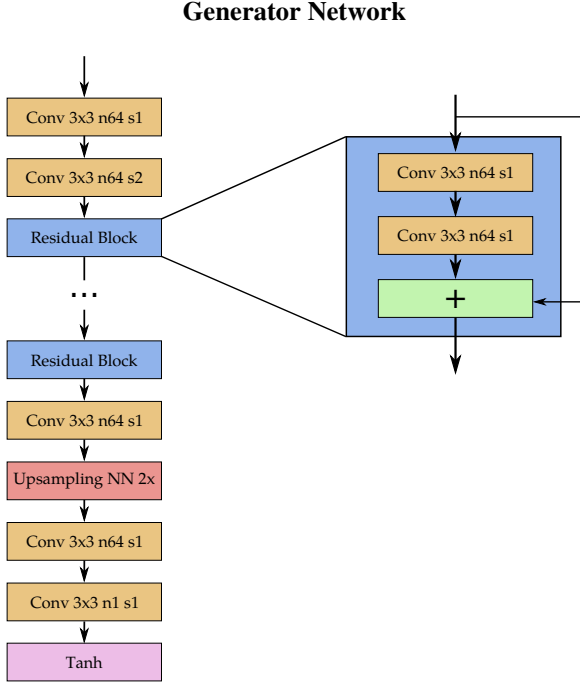 Generator Network
Conv 3x3 n64 s1
Conv 3x3 n64 s2
Residual Block
...
Residual Block
Conv 3x3 n64 s1
Upsampling NN 2x
Conv 3x3 n64 s1
Conv 3x3 n1 s1
Tanh
Conv 3x3 n64 s1
Conv 3x3 n64 s1
+